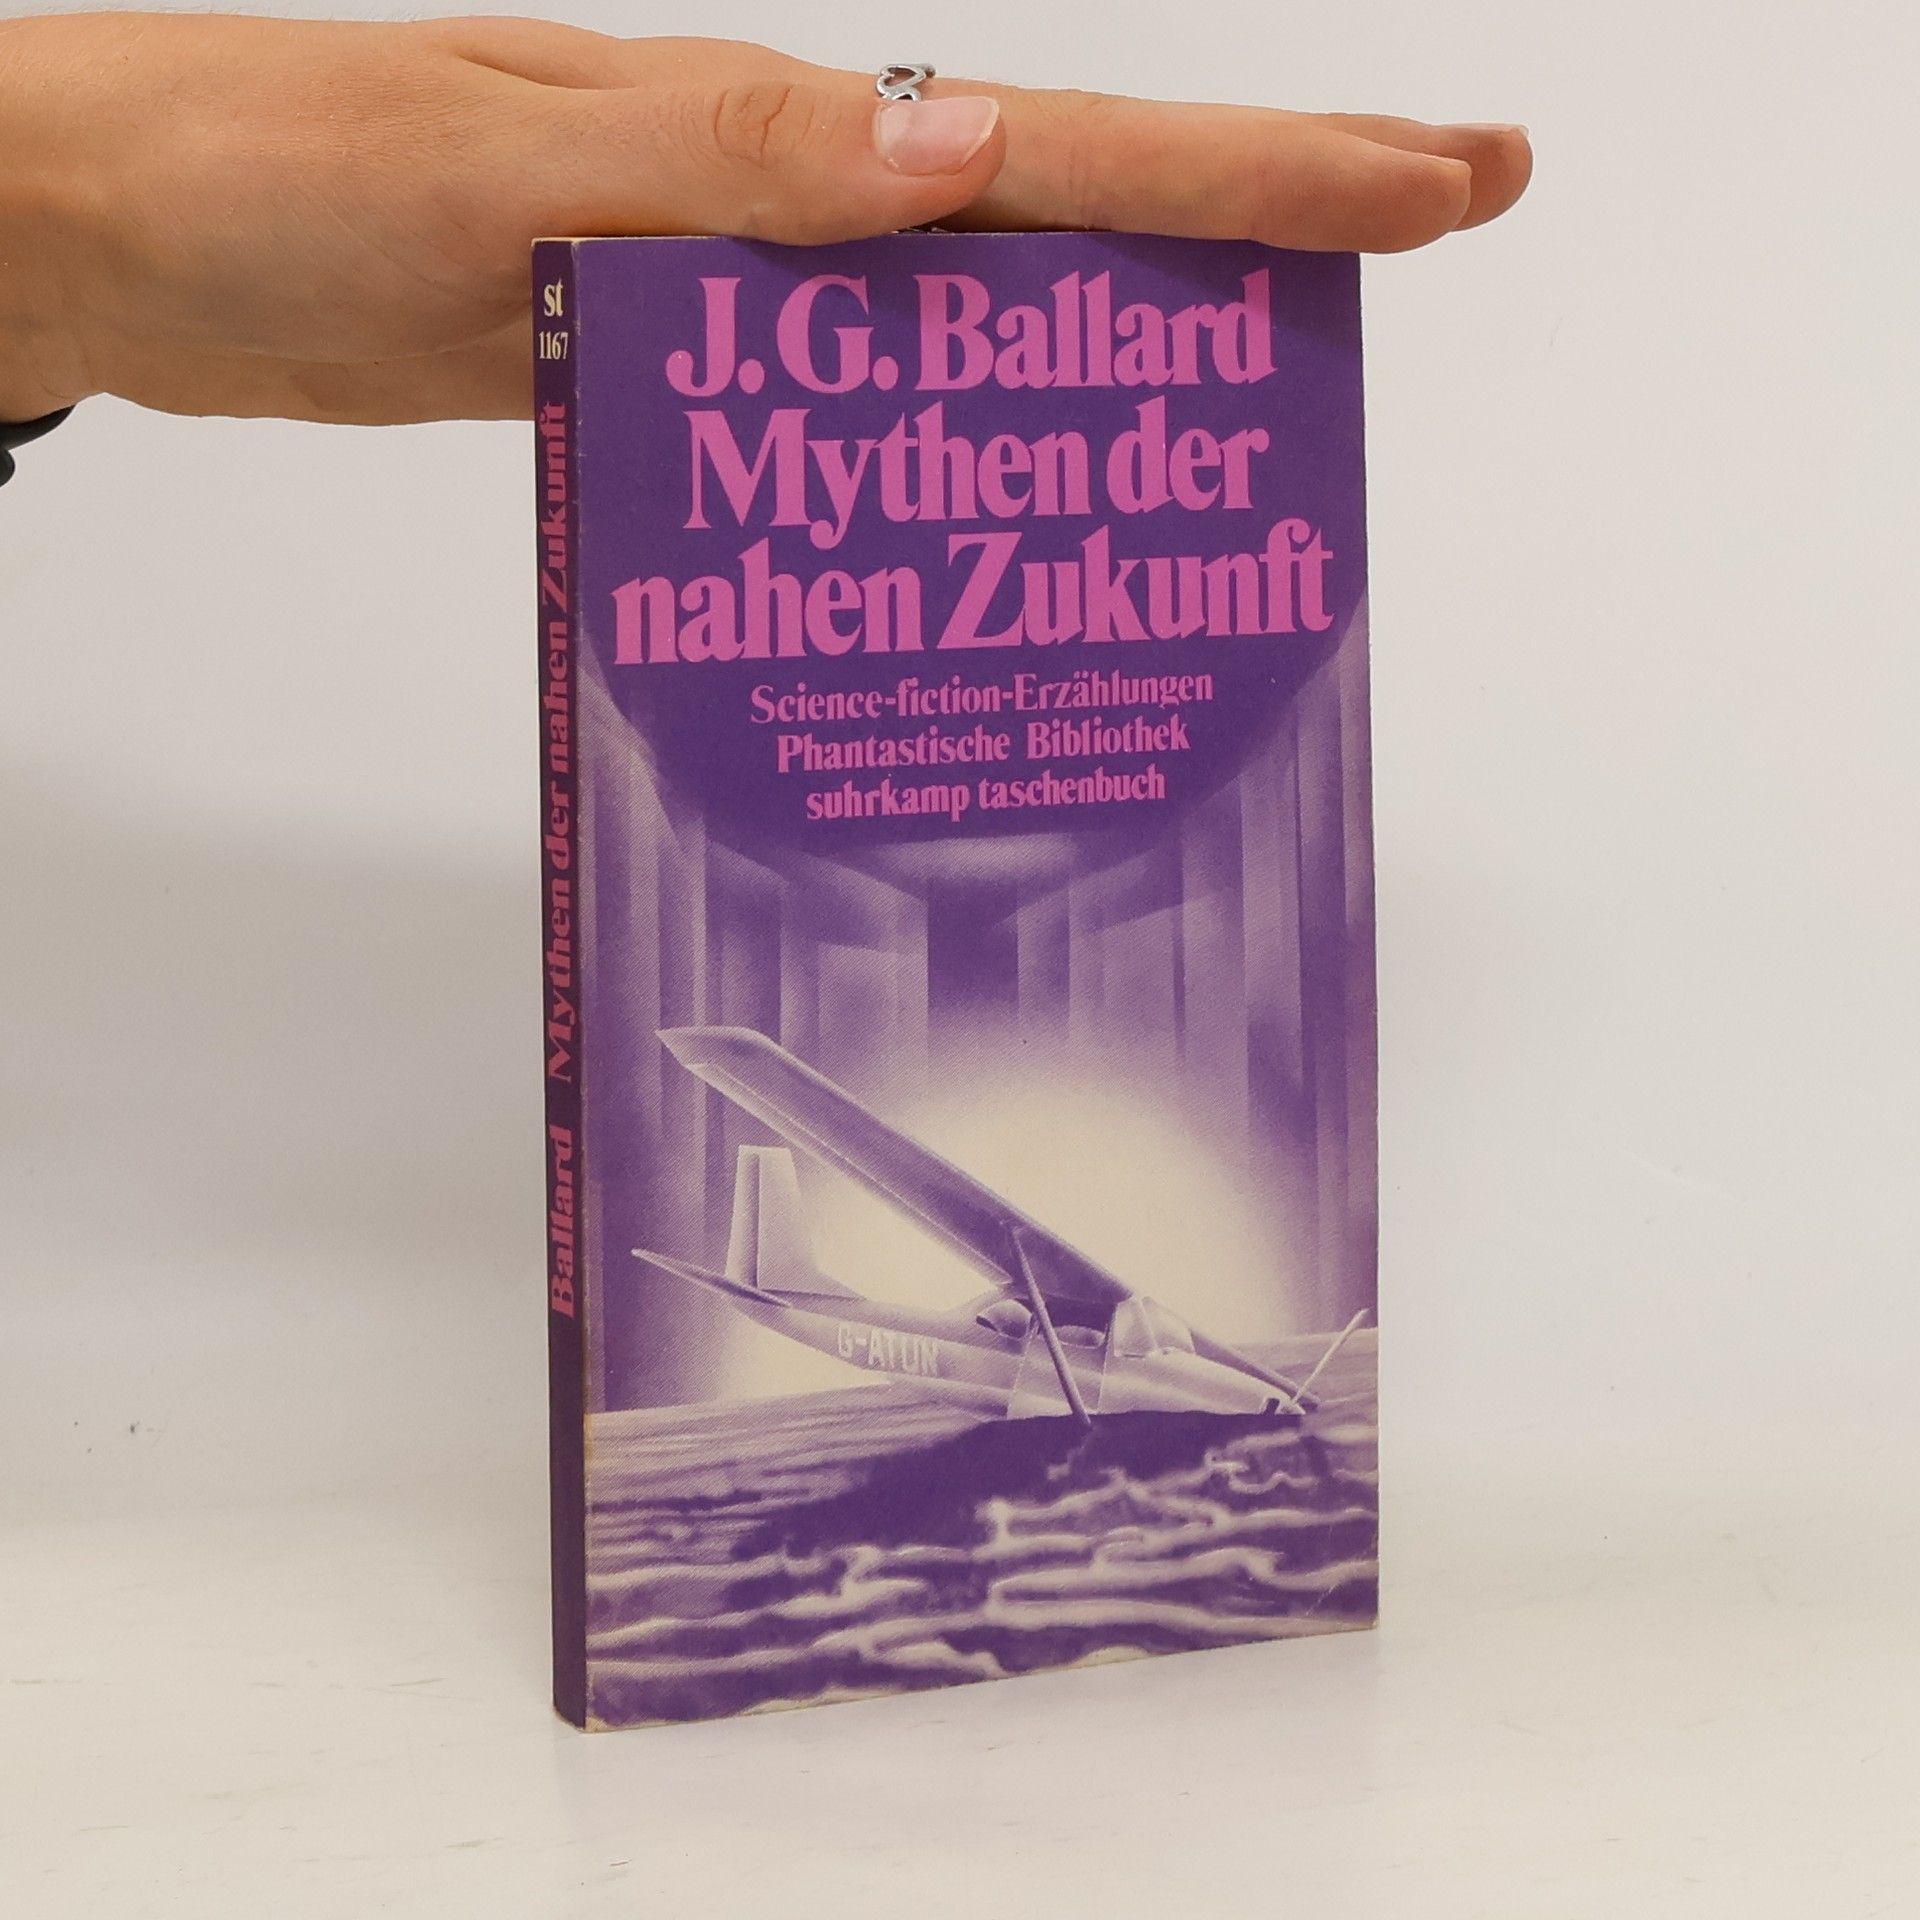 J. G. Ballard
Mythen der
nahen Zukunft
Science-fiction-Erzählungen
Phantastische Bibliothek
suhrkamp taschenbuch
st
1167
Ballard Mythen der nahen Zukunft